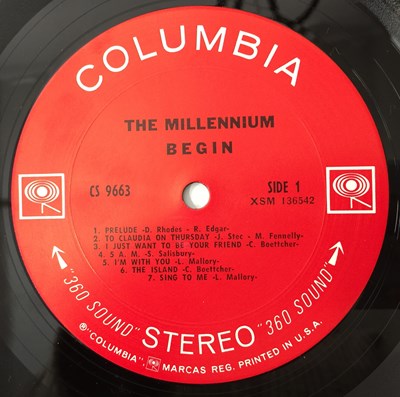 COLUMBIA
THE MILLENNIUM
BEGIN
CS 9663
SIDE 1
XSM 136542
1. PRELUDE -D. Rhodes - R. Edgar-
2. TO CLAUDIA ON THURSDAY -J. Stec - M. Fennelly-
3. I JUST WANT TO BE YOUR FRIEND -C. Boettcher-
4. 5 A. M. -S. Salisbury-
5. I'M WITH YOU -L. Mallory-
6. THE ISLAND -C. Boettcher-
7. SING TO ME -L. Mallory-
"360 SOUND" STEREO "360 SOUND"
® "COLUMBIA", MARCAS REG. PRINTED IN U.S.A.